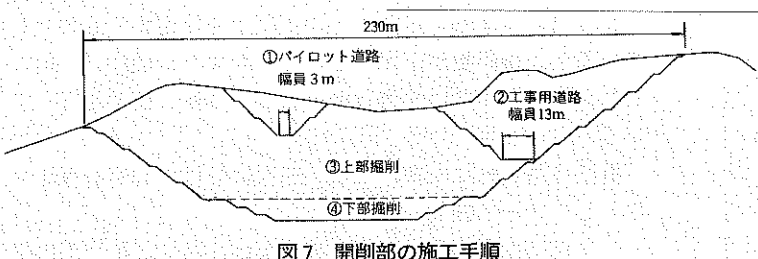 230m
①パイロット道路
幅員3m
②工事用道路
幅員13m
③上部掘削
④下部掘削
図7 開削部の施工手順